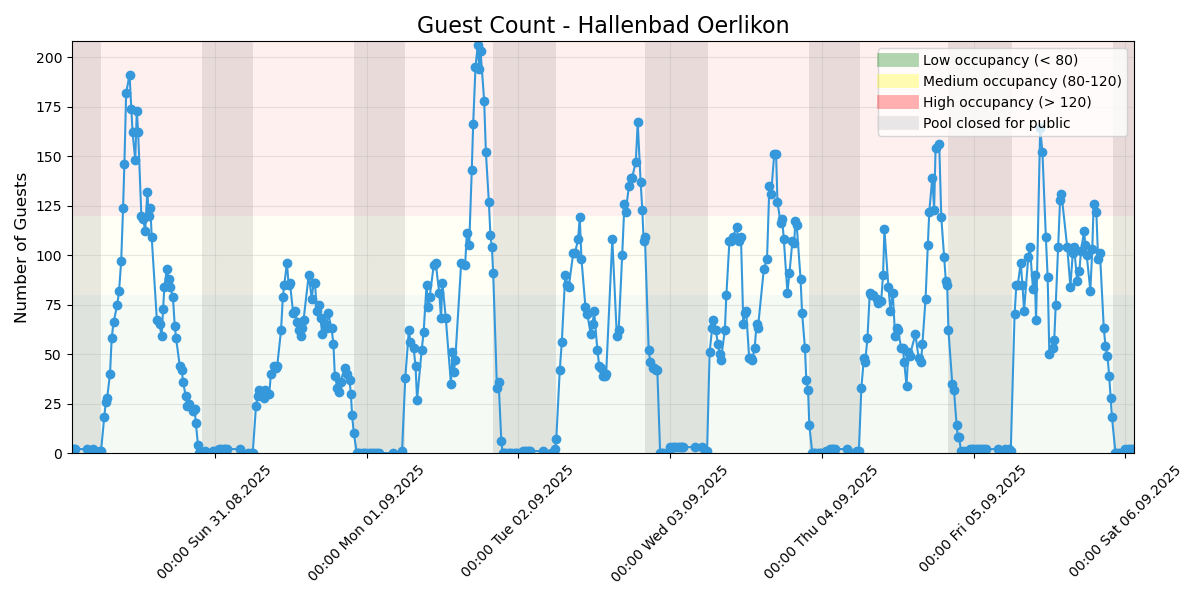 Guest Count - Hallenbad Oerlikon
Number of Guests
200
175
150
125
100
75
50
25
0
Low occupancy (< 80)
Medium occupancy (80-120)
High occupancy (> 120)
Pool closed for public
00:00 Sun 31.08.2025
00:00 Mon 01.09.2025
00:00 Tue 02.09.2025
00:00 Wed 03.09.2025
00:00 Thu 04.09.2025
00:00 Fri 05.09.2025
00:00 Sat 06.09.2025